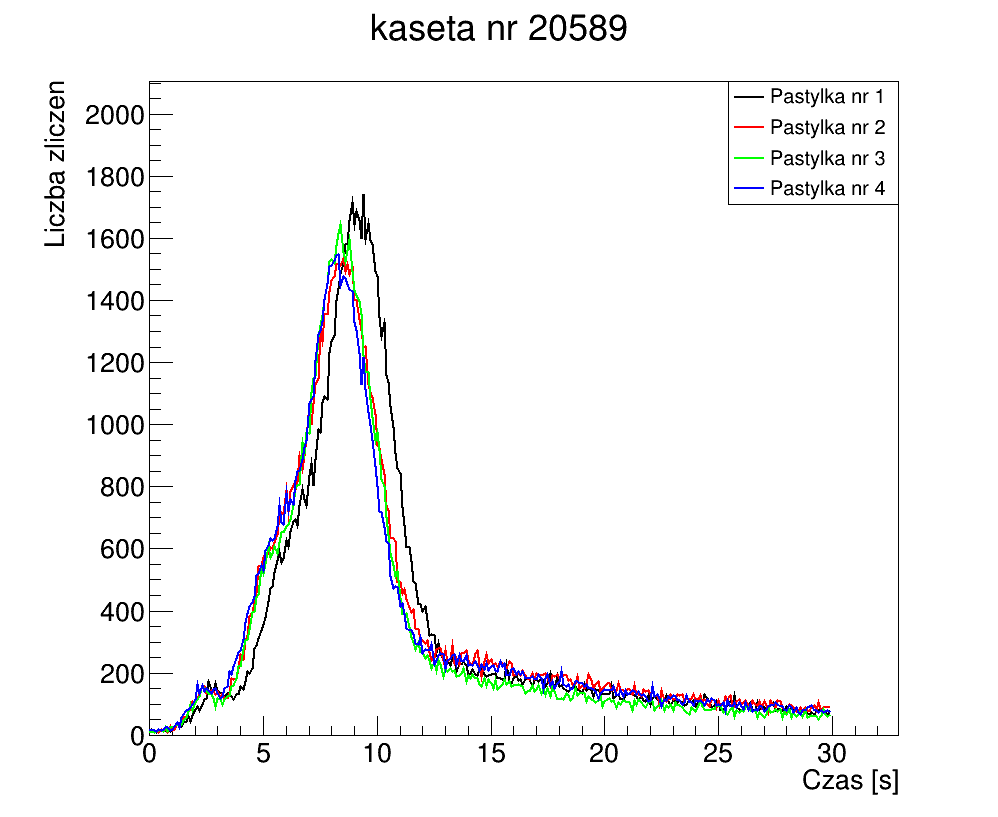 kaseta nr 20589
Liczba zliczen
2000
1800
1600
1400
1200
1000
800
600
400
200
0
0 5 10 15 20 25 30
Czas [s]
Pastylka nr 1
Pastylka nr 2
Pastylka nr 3
Pastylka nr 4